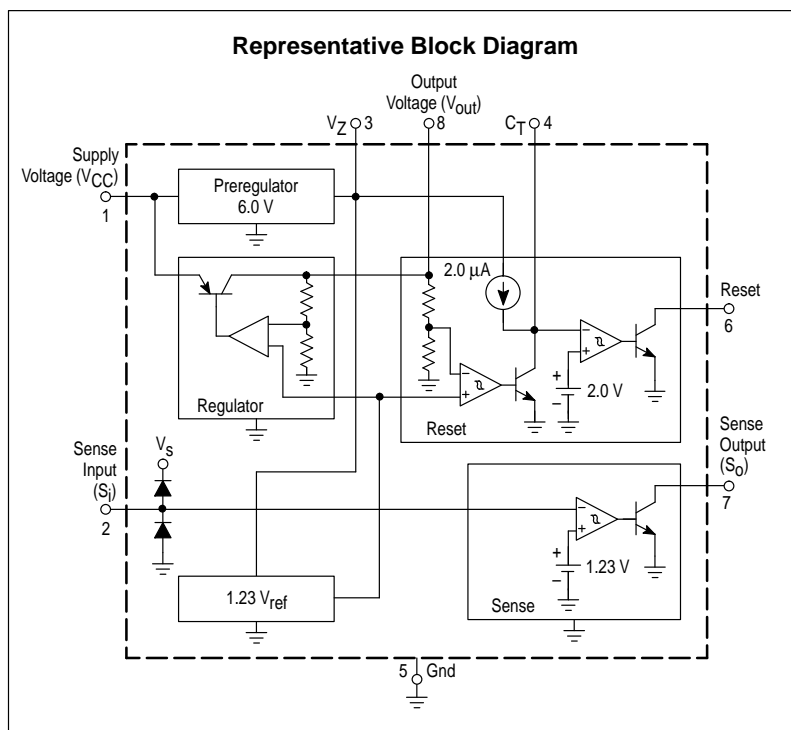 Representative Block Diagram
Output
Voltage (Vout)
VZ 3
8
CT 4
Supply
Voltage (VCC)
1
Preregulator
6.0 V
2.0 µA
Reset
6
+
−
−
+
−
+
2.0 V
Regulator
Reset
Sense
Input
(Si)
2
VS
Sense
Output
(So)
7
−
+
+
−
1.23 V
1.23 Vref
Sense
5 Gnd